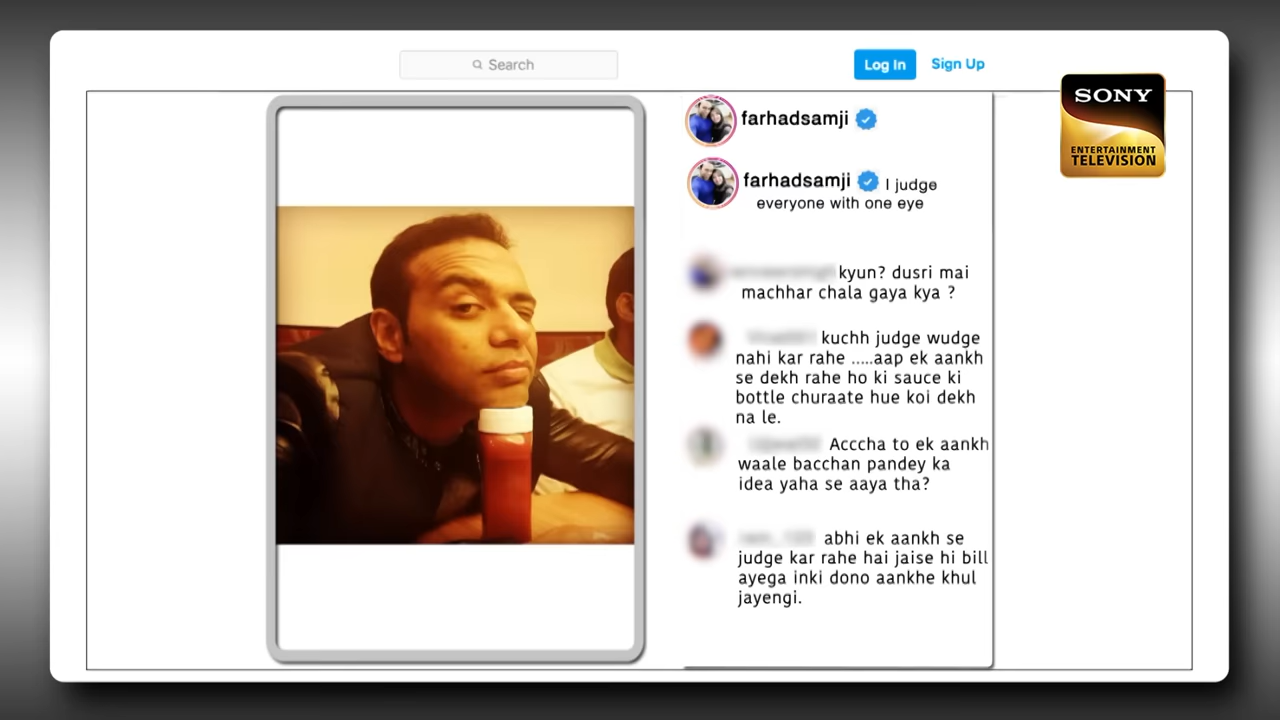 Search
Log In
Sign Up
SONY
ENTERTAINMENT
TELEVISION
farhadsamji
farhadsamji I judge
everyone with one eye
kyun? dusri mai
machhar chala gaya kya ?
kuchh judge wudge
nahi kar rahe .....aap ek aankh
se dekh rahe ho ki sauce ki
bottle churaate hue koi dekh
na le.
Acccha to ek aankh
waale bacchan pandey ka
idea yaha se aaya tha?
abhi ek aankh se
judge kar rahe hai jaise hi bill
ayega inki dono aankhe khul
jayengi.